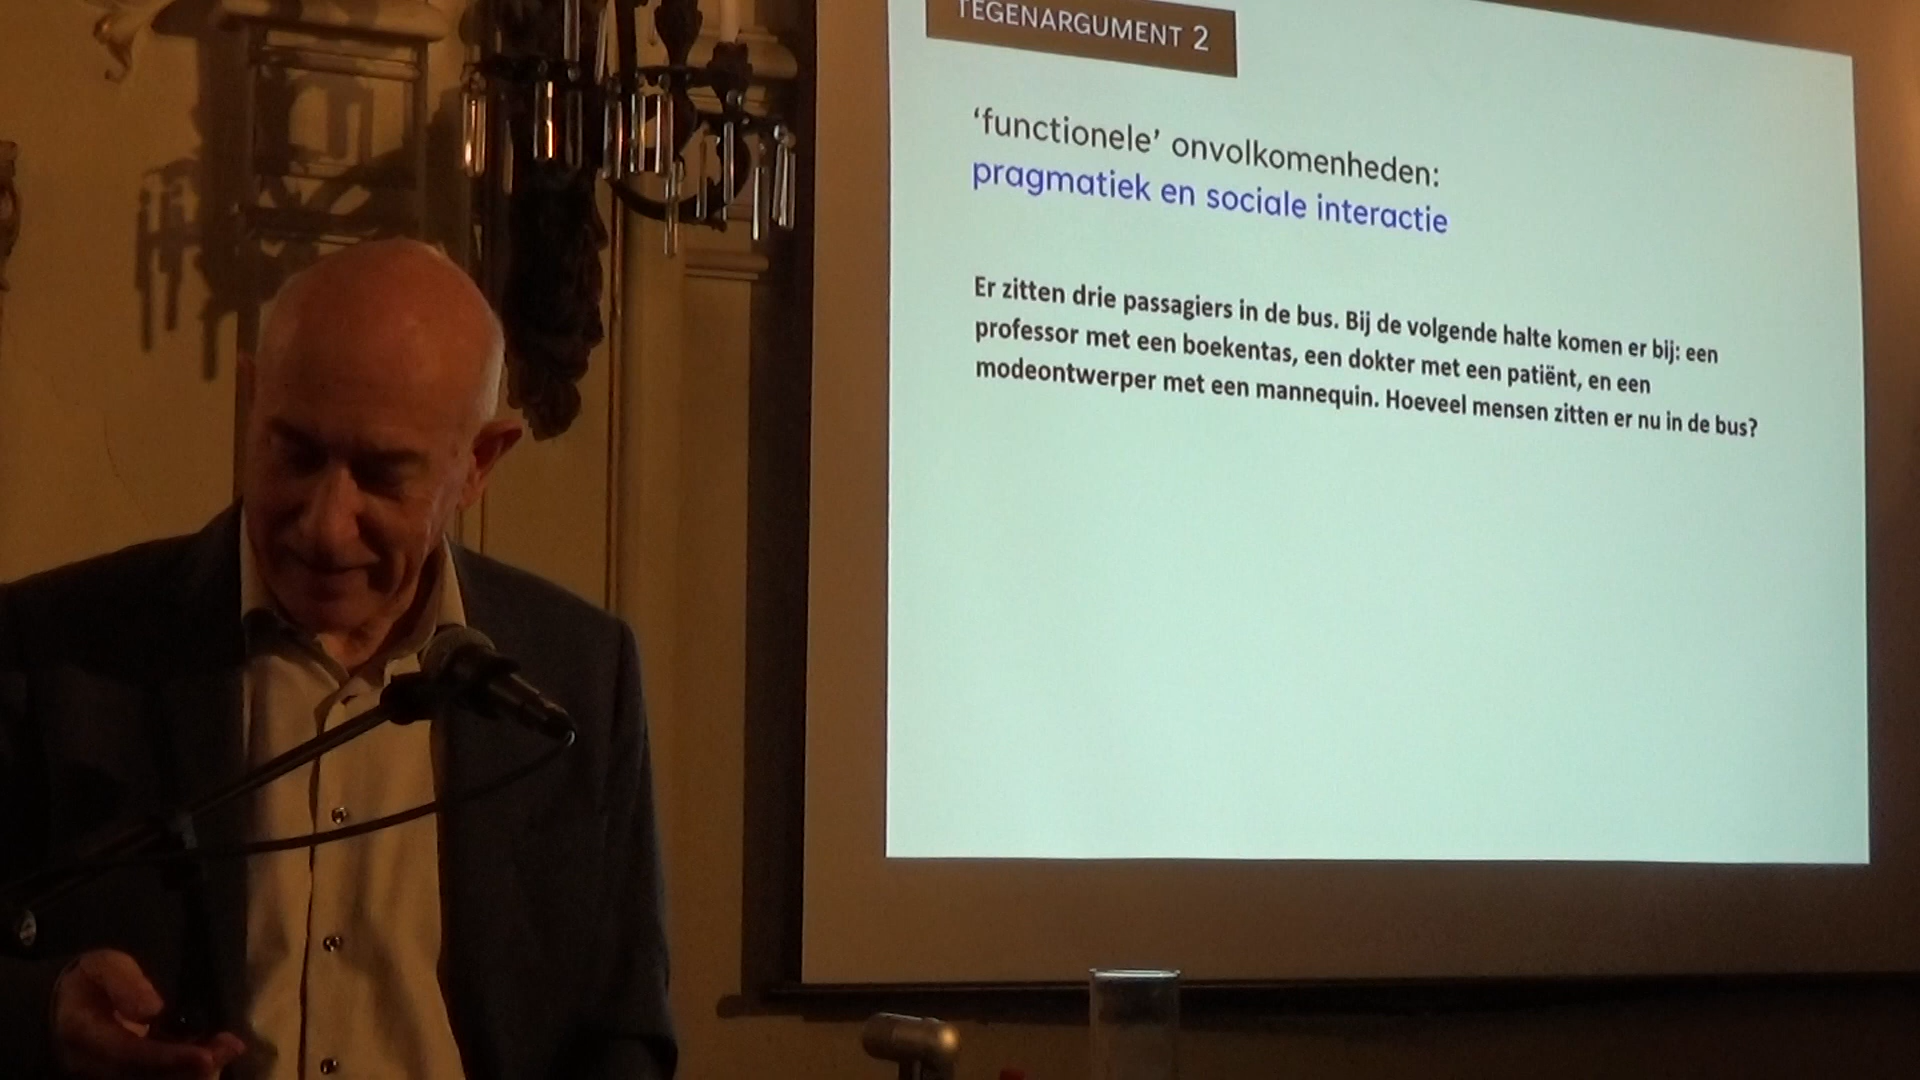 TEGENARGUMENT 2
‘functionele’ onvolkomenheden:
pragmatiek en sociale interactie
Er zitten drie passagiers in de bus. Bij de volgende halte komen er bij: een
professor met een boekentas, een dokter met een patiënt, en een
modeontwerper met een mannequin. Hoeveel mensen zitten er nu in de bus?